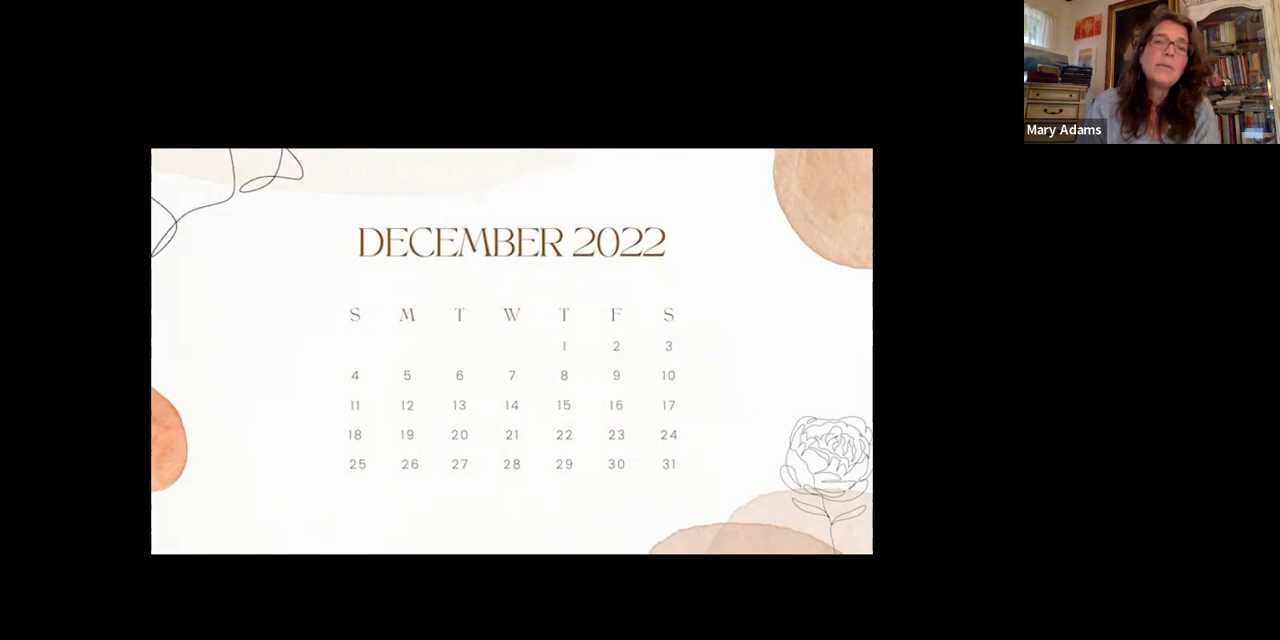 Mary Adams
DECEMBER 2022
S M T W T F S
1 2 3
4 5 6 7 8 9 10
11 12 13 14 15 16 17
18 19 20 21 22 23 24
25 26 27 28 29 30 31